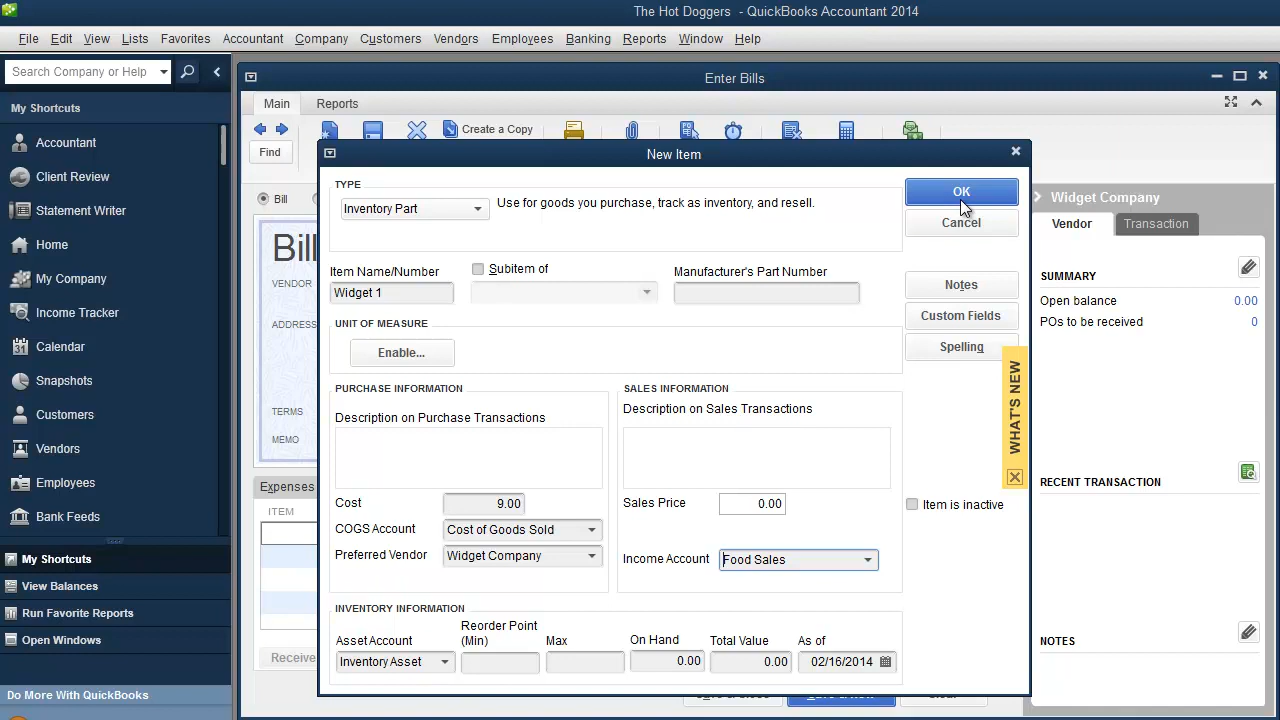 The Hot Doggers - QuickBooks Accountant 2014
File Edit View Lists Favorites Accountant Company Customers Vendors Employees Banking Reports Window Help
Search Company or Help
My Shortcuts
Accountant
Client Review
Statement Writer
Home
My Company
Income Tracker
Calendar
31
Snapshots
Customers
Vendors
Employees
Bank Feeds
My Shortcuts
View Balances
Run Favorite Reports
Open Windows
Do More With QuickBooks
Enter Bills
Main Reports
Create a Copy
Find
Bill
Bill
VENDOR
ADDRESS
TERMS
MEMO
Expenses
ITEM
Receive
New Item
TYPE
Inventory Part
Use for goods you purchase, track as inventory, and resell.
OK
Cancel
Item Name/Number Subitem of Manufacturer's Part Number
Widget 1
Notes
Custom Fields
Spelling
UNIT OF MEASURE
Enable...
PURCHASE INFORMATION
Description on Purchase Transactions
Cost 9.00
COGS Account Cost of Goods Sold
Preferred Vendor Widget Company
SALES INFORMATION
Description on Sales Transactions
Sales Price 0.00
Income Account Food Sales
Item is inactive
INVENTORY INFORMATION
Asset Account Reorder Point (Min) Max On Hand Total Value As of
Inventory Asset 0.00 0.00 02/16/2014
WHAT'S NEW
Widget Company
Vendor Transaction
SUMMARY
Open balance 0.00
POs to be received 0
RECENT TRANSACTION
NOTES